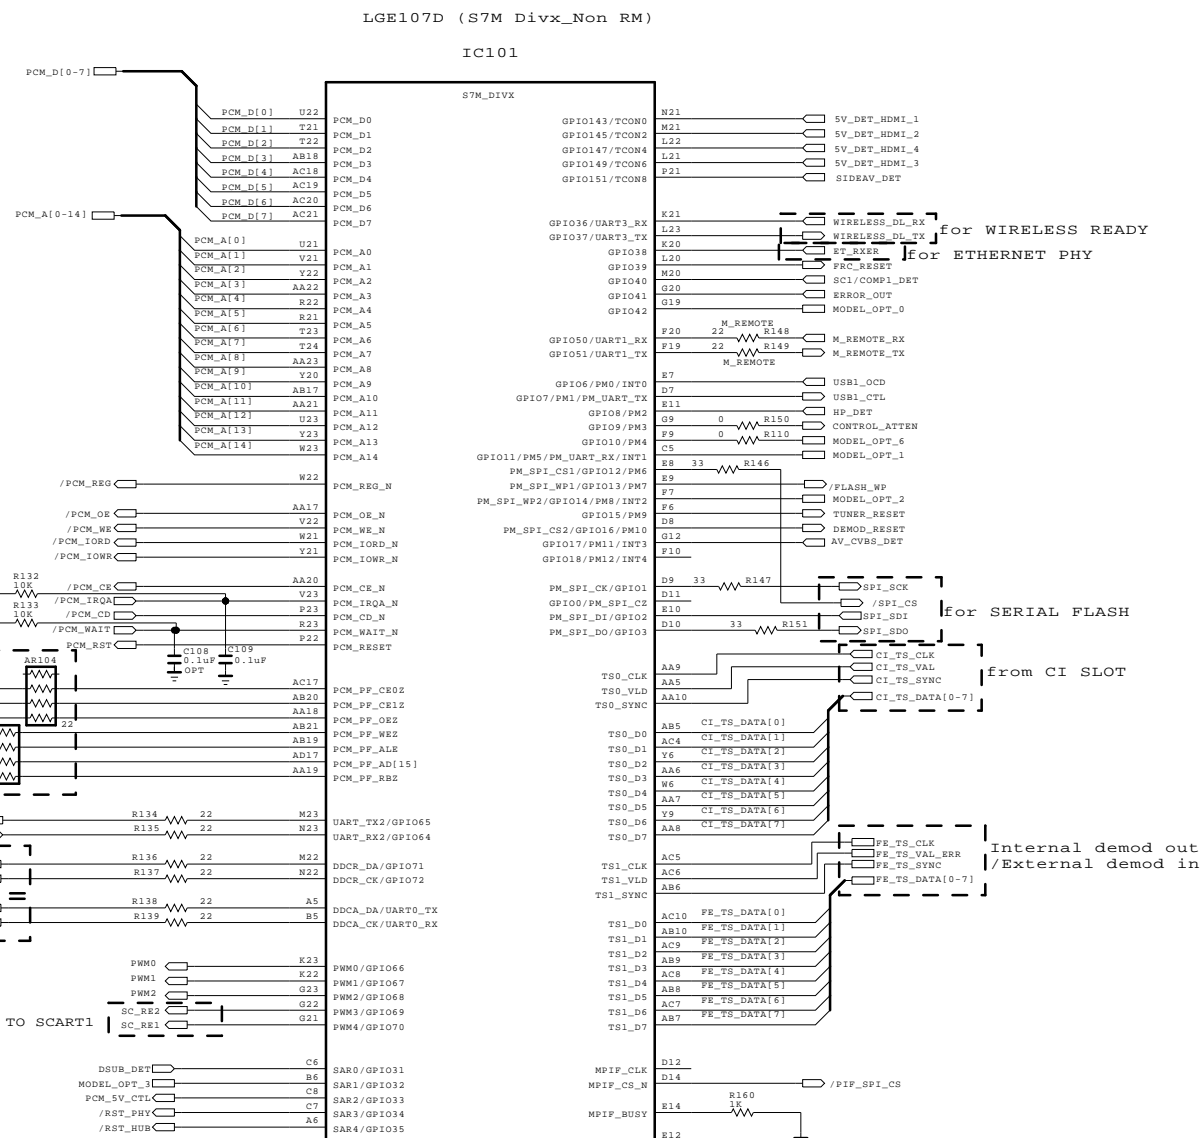 LGE107D (S7M Divx_Non RM)
IC101
S7M_DIVX
PCM_D[0-7]
PCM_D[0] U22 PCM_D0
PCM_D[1] T21 PCM_D1
PCM_D[2] T22 PCM_D2
PCM_D[3] AB18 PCM_D3
PCM_D[4] AC18 PCM_D4
PCM_D[5] AC19 PCM_D5
PCM_D[6] AC20 PCM_D6
PCM_D[7] AC21 PCM_D7
PCM_A[0-14]
PCM_A[0] U21 PCM_A0
PCM_A[1] V21 PCM_A1
PCM_A[2] Y22 PCM_A2
PCM_A[3] AA22 PCM_A3
PCM_A[4] R22 PCM_A4
PCM_A[5] R21 PCM_A5
PCM_A[6] T23 PCM_A6
PCM_A[7] T24 PCM_A7
PCM_A[8] AA23 PCM_A8
PCM_A[9] Y20 PCM_A9
PCM_A[10] AB17 PCM_A10
PCM_A[11] AA21 PCM_A11
PCM_A[12] U23 PCM_A12
PCM_A[13] Y23 PCM_A13
PCM_A[14] W23 PCM_A14
/PCM_REG W22 PCM_REG_N
/PCM_OE AA17 PCM_OE_N
/PCM_WE V22 PCM_WE_N
/PCM_IORD W21 PCM_IORD_N
/PCM_IOWR Y21 PCM_IOWR_N
R132
10K
/PCM_CE AA20 PCM_CE_N
/PCM_IRQA V23 PCM_IRQA_N
R133
10K
/PCM_CD P23 PCM_CD_N
/PCM_WAIT R23 PCM_WAIT_N
PCM_RST P22 PCM_RESET
C108
0.1uF
OPT
C109
0.1uF
AR104
22
AC17 PCM_PF_CE0Z
AB20 PCM_PF_CE1Z
AA18 PCM_PF_OEZ
AB21 PCM_PF_WEZ
AB19 PCM_PF_ALE
AD17 PCM_PF_AD[15]
AA19 PCM_PF_RBZ
R134 22 M23 UART_TX2/GPIO65
R135 22 N23 UART_RX2/GPIO64
R136 22 M22 DDCR_DA/GPIO71
R137 22 N22 DDCR_CK/GPIO72
R138 22 A5 DDCA_DA/UART0_TX
R139 22 B5 DDCA_CK/UART0_RX
PWM0 K23 PWM0/GPIO66
PWM1 K22 PWM1/GPIO67
PWM2 G23 PWM2/GPIO68
SC_RE2 G22 PWM3/GPIO69
TO SCART1
SC_RE1 G21 PWM4/GPIO70
DSUB_DET C6 SAR0/GPIO31
MODEL_OPT_3 B6 SAR1/GPIO32
PCM_5V_CTL C8 SAR2/GPIO33
/RST_PHY C7 SAR3/GPIO34
/RST_HUB A6 SAR4/GPIO35
GPIO143/TCON0 N21 5V_DET_HDMI_1
GPIO145/TCON2 M21 5V_DET_HDMI_2
GPIO147/TCON4 L22 5V_DET_HDMI_4
GPIO149/TCON6 L21 5V_DET_HDMI_3
GPIO151/TCON8 P21 SIDEAV_DET
GPIO36/UART3_RX K21 WIRELESS_DL_RX
GPIO37/UART3_TX L23 WIRELESS_DL_TX
for WIRELESS READY
GPIO38 K20 ET_RXER
for ETHERNET PHY
GPIO39 L20 FRC_RESET
GPIO40 M20 SC1/COMP1_DET
GPIO41 G20 ERROR_OUT
GPIO42 G19 MODEL_OPT_0
M_REMOTE
GPIO50/UART1_RX F20 22 R148 M_REMOTE_RX
GPIO51/UART1_TX F19 22 R149 M_REMOTE_TX
M_REMOTE
GPIO6/PM0/INT0 E7 USB1_OCD
GPIO7/PM1/PM_UART_TX D7 USB1_CTL
GPIO8/PM2 E11 HP_DET
GPIO9/PM3 G9 0 R150 CONTROL_ATTEN
GPIO10/PM4 F9 0 R110 MODEL_OPT_6
GPIO11/PM5/PM_UART_RX/INT1 C5 MODEL_OPT_1
PM_SPI_CS1/GPIO12/PM6 E8 33 R146
PM_SPI_WP1/GPIO13/PM7 E9 /FLASH_WP
PM_SPI_WP2/GPIO14/PM8/INT2 F7 MODEL_OPT_2
GPIO15/PM9 F6 TUNER_RESET
PM_SPI_CS2/GPIO16/PM10 D8 DEMOD_RESET
GPIO17/PM11/INT3 G12 AV_CVBS_DET
GPIO18/PM12/INT4 F10
PM_SPI_CK/GPIO1 D9 33 R147 SPI_SCK
GPIO0/PM_SPI_CZ D11 /SPI_CS
for SERIAL FLASH
PM_SPI_DI/GPIO2 E10 SPI_SDI
PM_SPI_DO/GPIO3 D10 33 R151 SPI_SDO
CI_TS_CLK
CI_TS_VAL
from CI SLOT
CI_TS_SYNC
CI_TS_DATA[0-7]
TS0_CLK AA9
TS0_VLD AA5
TS0_SYNC AA10
TS0_D0 AB5 CI_TS_DATA[0]
TS0_D1 AC4 CI_TS_DATA[1]
TS0_D2 Y6 CI_TS_DATA[2]
TS0_D3 AA6 CI_TS_DATA[3]
TS0_D4 W6 CI_TS_DATA[4]
TS0_D5 AA7 CI_TS_DATA[5]
TS0_D6 Y9 CI_TS_DATA[6]
TS0_D7 AA8 CI_TS_DATA[7]
FE_TS_CLK
Internal demod out
FE_TS_VAL_ERR
/External demod in
FE_TS_SYNC
FE_TS_DATA[0-7]
TS1_CLK AC5
TS1_VLD AC6
TS1_SYNC AB6
TS1_D0 AC10 FE_TS_DATA[0]
TS1_D1 AB10 FE_TS_DATA[1]
TS1_D2 AC9 FE_TS_DATA[2]
TS1_D3 AB9 FE_TS_DATA[3]
TS1_D4 AC8 FE_TS_DATA[4]
TS1_D5 AB8 FE_TS_DATA[5]
TS1_D6 AC7 FE_TS_DATA[6]
TS1_D7 AB7 FE_TS_DATA[7]
MPIF_CLK D12
MPIF_CS_N D14 /PIF_SPI_CS
R160
1K
MPIF_BUSY E14
E12